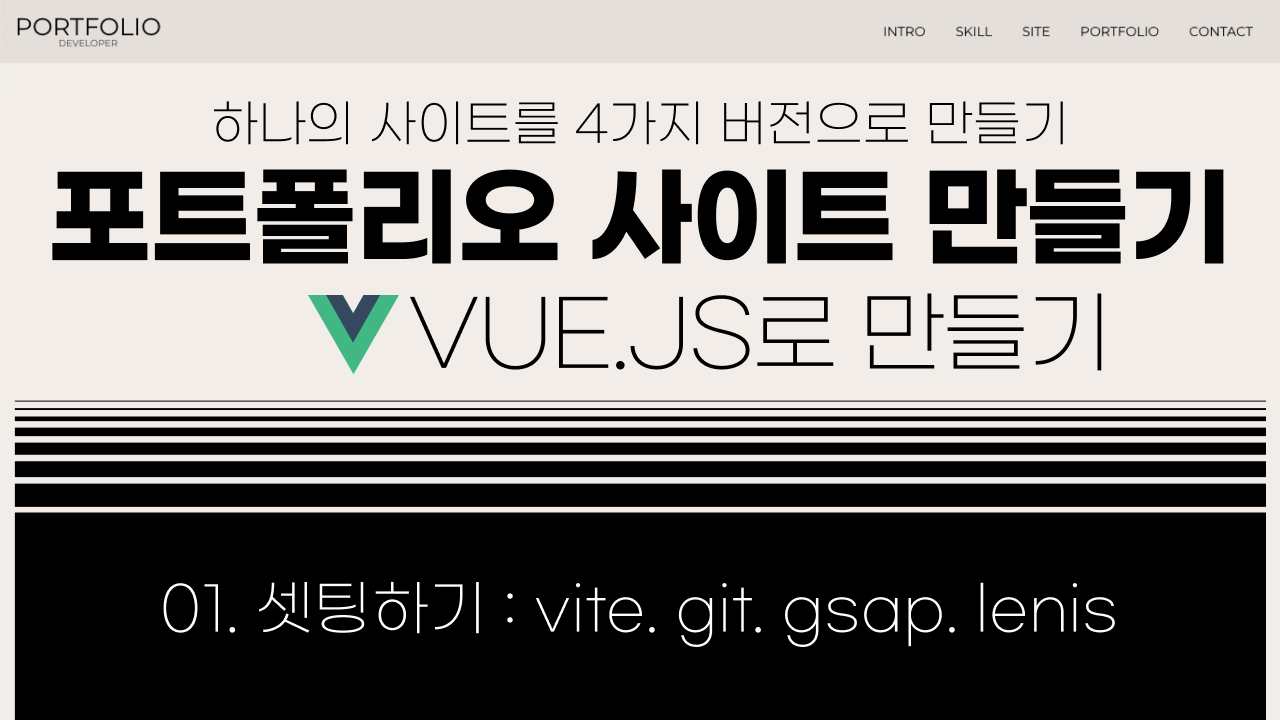 PORTFOLIO
DEVELOPER
INTRO SKILL SITE PORTFOLIO CONTACT
하나의 사이트를 4가지 버전으로 만들기
포트폴리오 사이트 만들기
VUE.JS로 만들기
01. 셋팅하기 : vite. git. gsap. lenis